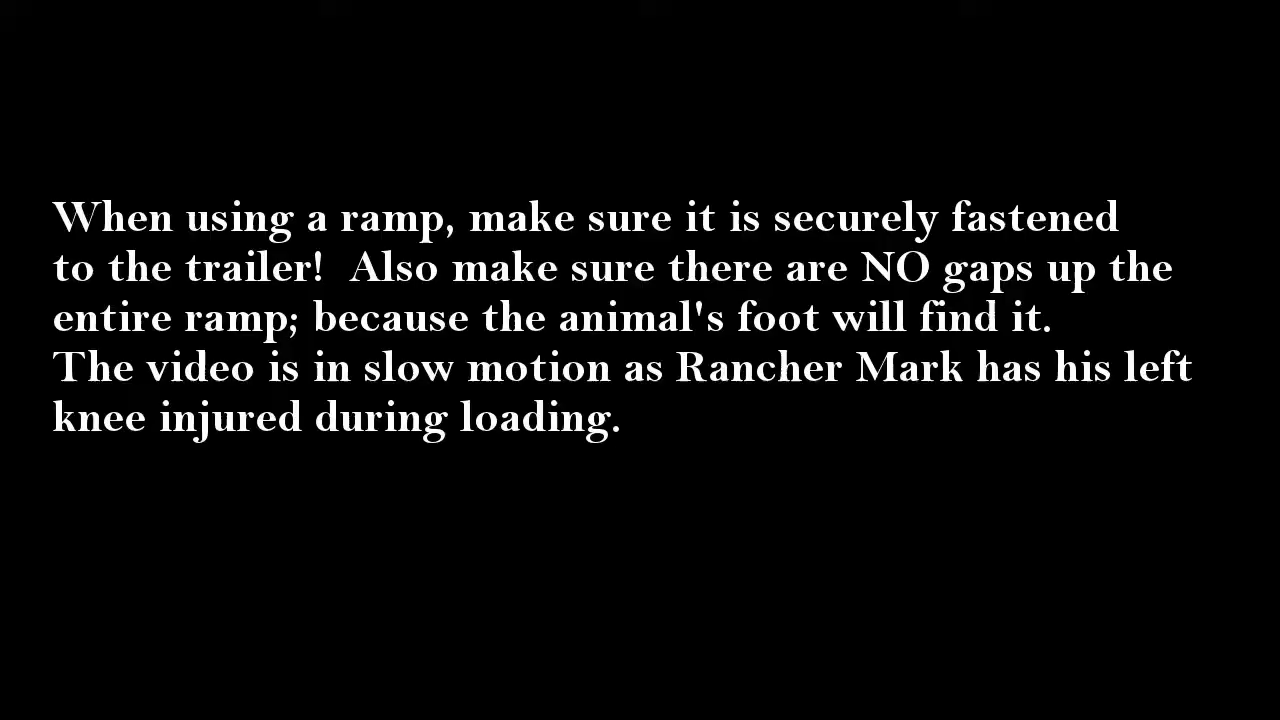 When using a ramp, make sure it is securely fastened
to the trailer!  Also make sure there are NO gaps up the
entire ramp; because the animal's foot will find it.
The video is in slow motion as Rancher Mark has his left
knee injured during loading.